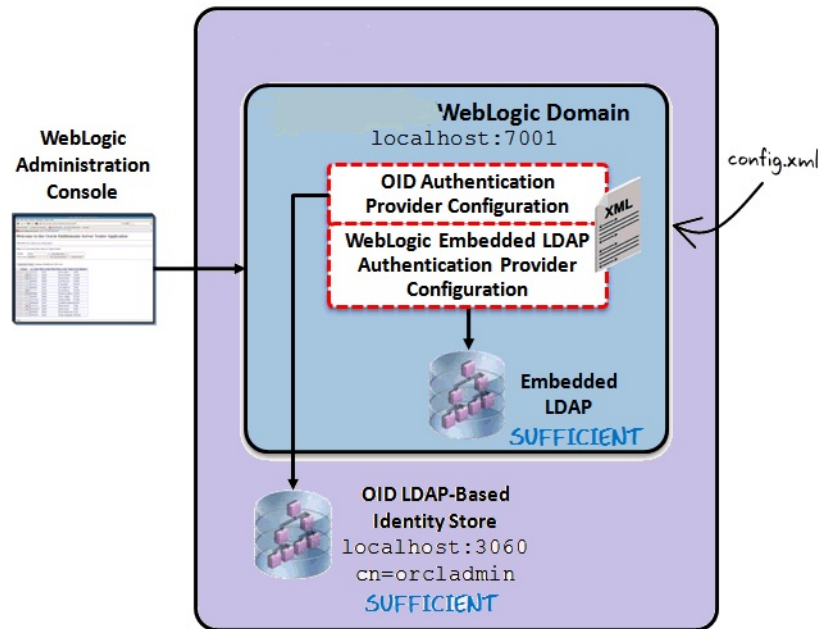 WebLogic Domain
localhost:7001
WebLogic
Administration
Console
config.xml
OID Authentication
Provider Configuration
XML
WebLogic Embedded LDAP
Authentication Provider
Configuration
Embedded
LDAP
SUFFICIENT
OID LDAP-Based
Identity Store
localhost:3060
cn=orcladmin
SUFFICIENT